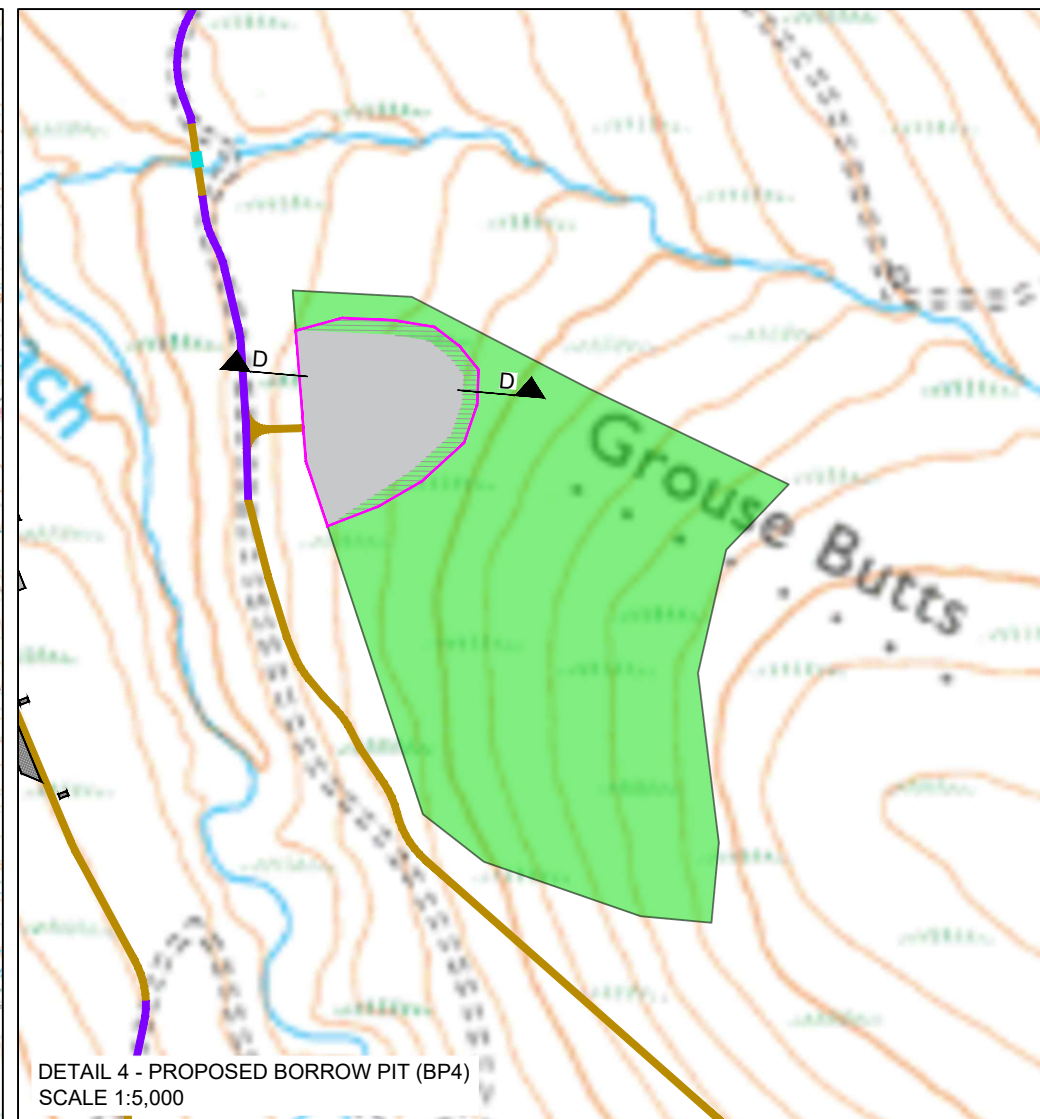 D
D
Grouse Butts
ach
DETAIL 4 - PROPOSED BORROW PIT (BP4)
SCALE 1:5,000